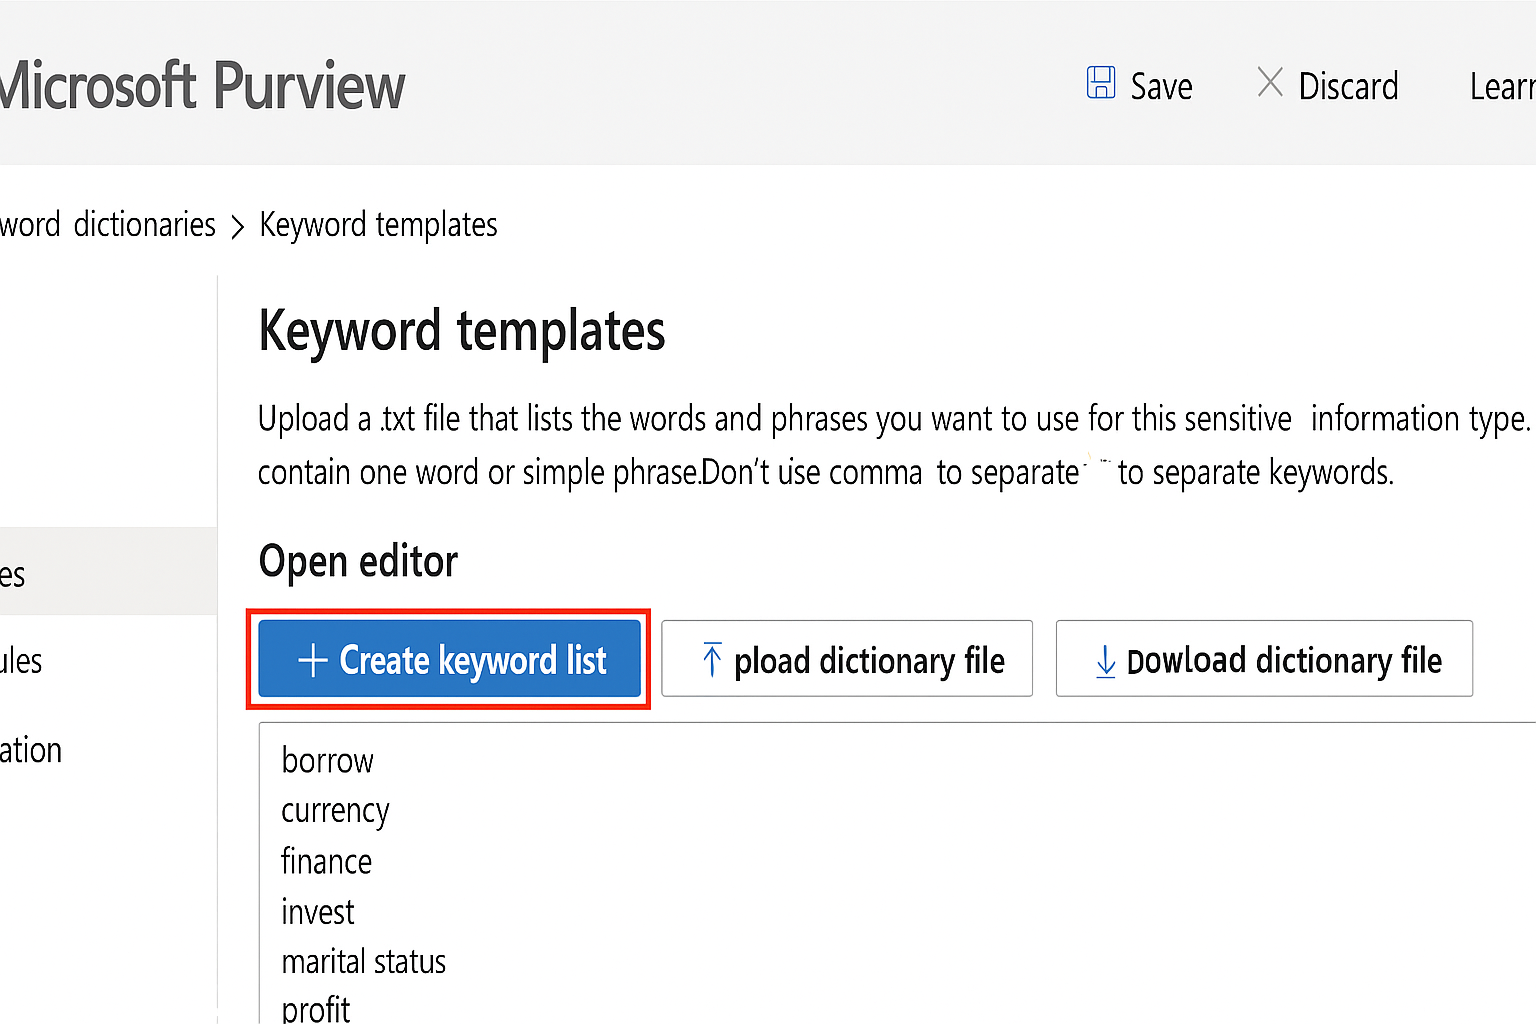 Microsoft Purview
Save
Discard
Learn
word dictionaries > Keyword templates
Keyword templates
Upload a .txt file that lists the words and phrases you want to use for this sensitive information type.
contain one word or simple phrase.Don't use comma to separate to separate keywords.
Open editor
es
+ Create keyword list
pload dictionary file
Dowload dictionary file
ules
ation
borrow
currency
finance
invest
marital status
profit